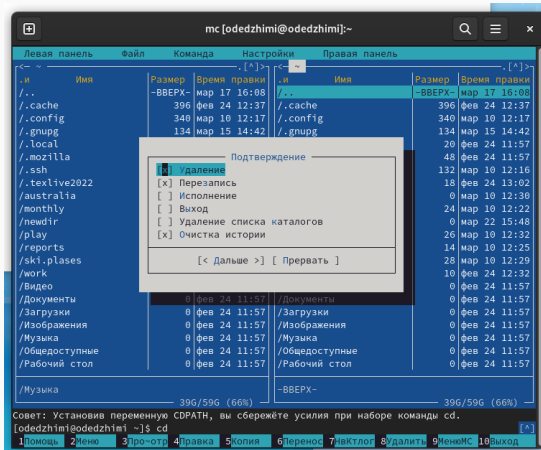 mc [odedzhimi@odedzhimi]:~
Левая панель Файл Команда Настройки Правая панель
<─ ~ .[^]> <─ ~ .[^]>
.и Имя Размер Время правки .и Имя Размер Время правки
/.. -ВВЕРХ- мар 17 16:08 /.. -ВВЕРХ- мар 17 16:08
/.cache 396 фев 24 12:37 /.cache 396 фев 24 12:37
/.config 340 мар 10 12:17 /.config 340 мар 10 12:17
/.gnupg 134 мар 15 14:42 /.gnupg 134 мар 15 14:42
/.local 20 фев 24 11:57
/.mozilla Подтверждение 48 фев 24 11:57
/.ssh [x] Удаление 132 мар 10 12:16
/.texlive2022 [x] Перезапись 18 фев 24 13:02
/australia [ ] Исполнение 0 мар 10 12:30
/monthly [ ] Выход 24 мар 10 12:22
/newdir [ ] Удаление списка каталогов 0 мар 22 15:48
/play [x] Очистка истории 26 мар 10 12:32
/reports 14 мар 10 12:25
/ski.plases [< Дальше >] [ Прервать ] 28 мар 10 12:29
/work 10 фев 24 12:32
/Видео 0 фев 24 11:57
/Документы 0 фев 24 11:57 /Документы 0 фев 24 11:57
/Загрузки 0 фев 24 11:57 /Загрузки 0 фев 24 11:57
/Изображения 0 фев 24 11:57 /Изображения 0 фев 24 11:57
/Музыка 0 фев 24 11:57 /Музыка 0 фев 24 11:57
/Общедоступные 0 фев 24 11:57 /Общедоступные 0 фев 24 11:57
/Рабочий стол 0 фев 24 11:57 /Рабочий стол 0 фев 24 11:57
/Музыка -ВВЕРХ-
39G/59G (66%) 39G/59G (66%)
Совет: Установив переменную CDPATH, вы сбережёте усилия при наборе команды cd.
[odedzhimi@odedzhimi ~]$ cd [^]
1Помощь 2Меню 3Про~отр 4Правка 5Копия 6Перенос 7НвКтлог 8Удалить 9МенюМС 10Выход